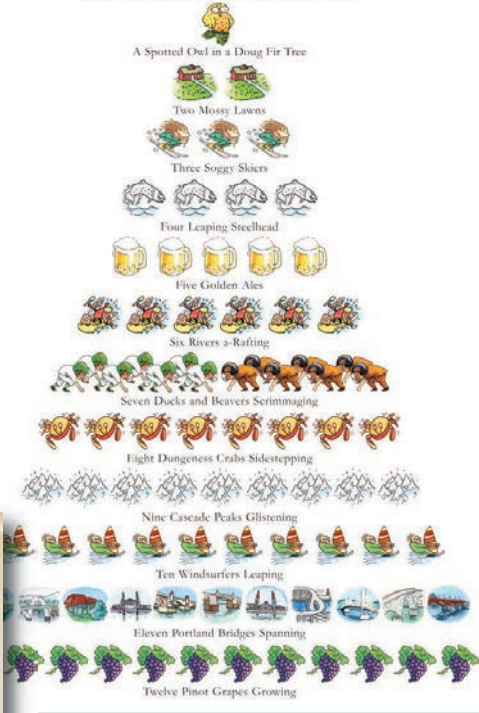 A Spotted Owl in a Doug Fir Tree
Two Mossy Lawns
Three Soggy Skiers
Four Leaping Steelhead
Five Golden Ales
Six Rivers a-Rafting
Seven Ducks and Beavers Scrimmaging
Eight Dungeness Crabs Sidestepping
Nine Cascade Peaks Glistening
Ten Windsurfers Leaping
Eleven Portland Bridges Spanning
Twelve Pinot Grapes Growing